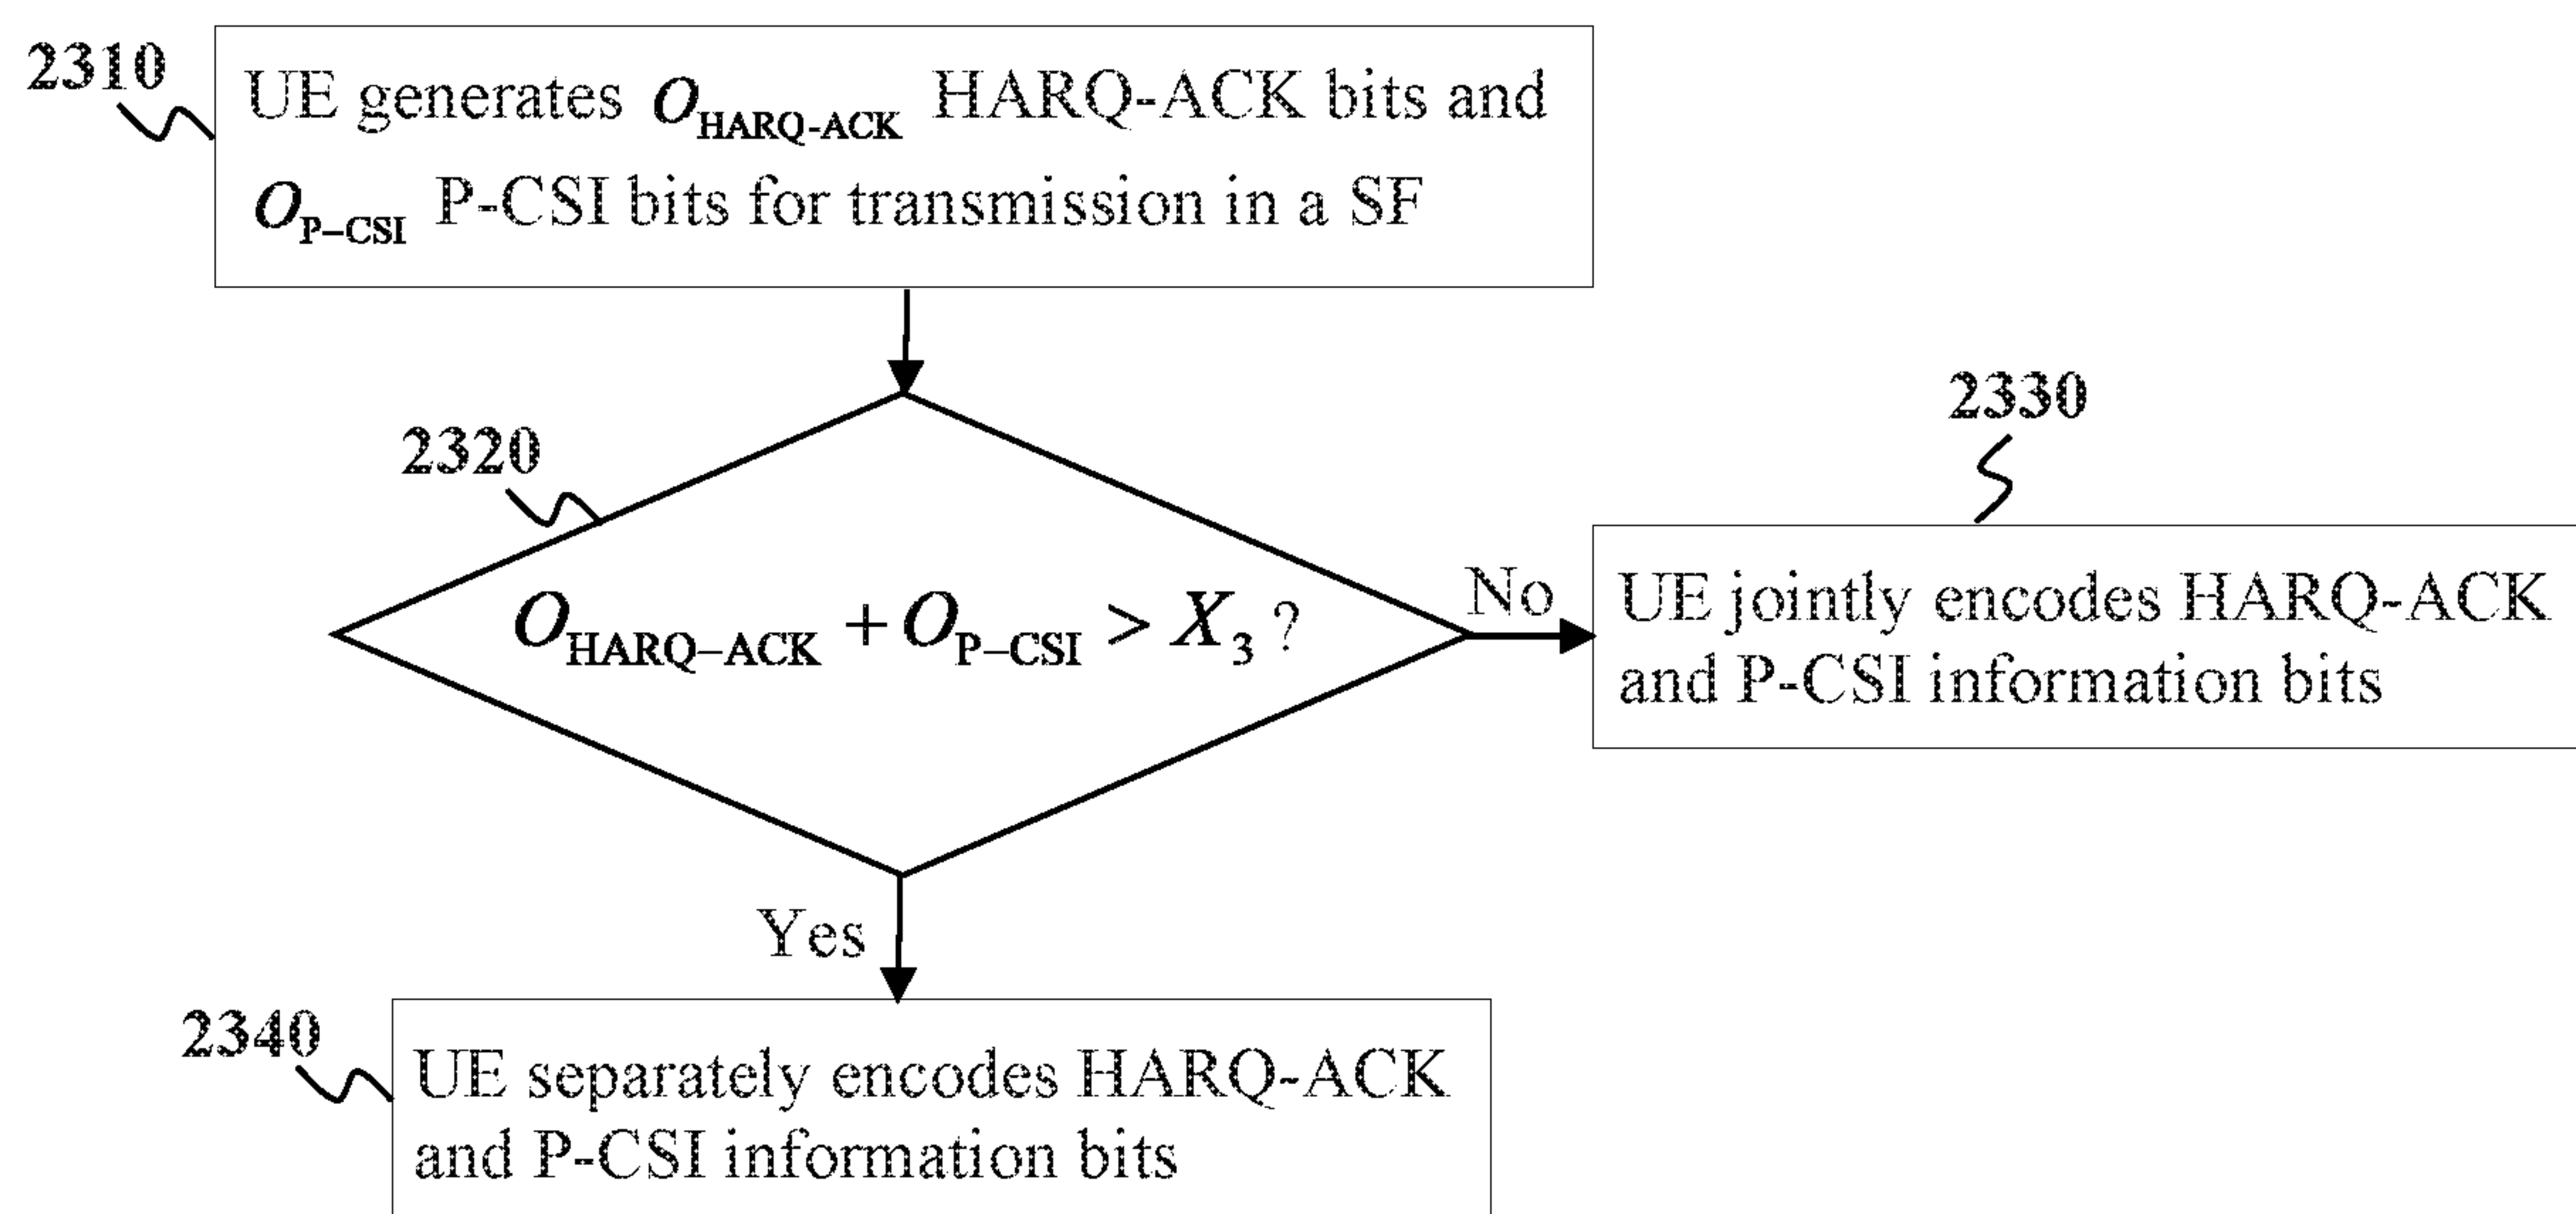 2310
UE generates O_HARQ-ACK HARQ-ACK bits and
O_P–CSI P-CSI bits for transmission in a SF
2320
O_HARQ–ACK + O_P–CSI > X_3 ?
No
2330
UE jointly encodes HARQ-ACK
and P-CSI information bits
Yes
2340
UE separately encodes HARQ-ACK
and P-CSI information bits